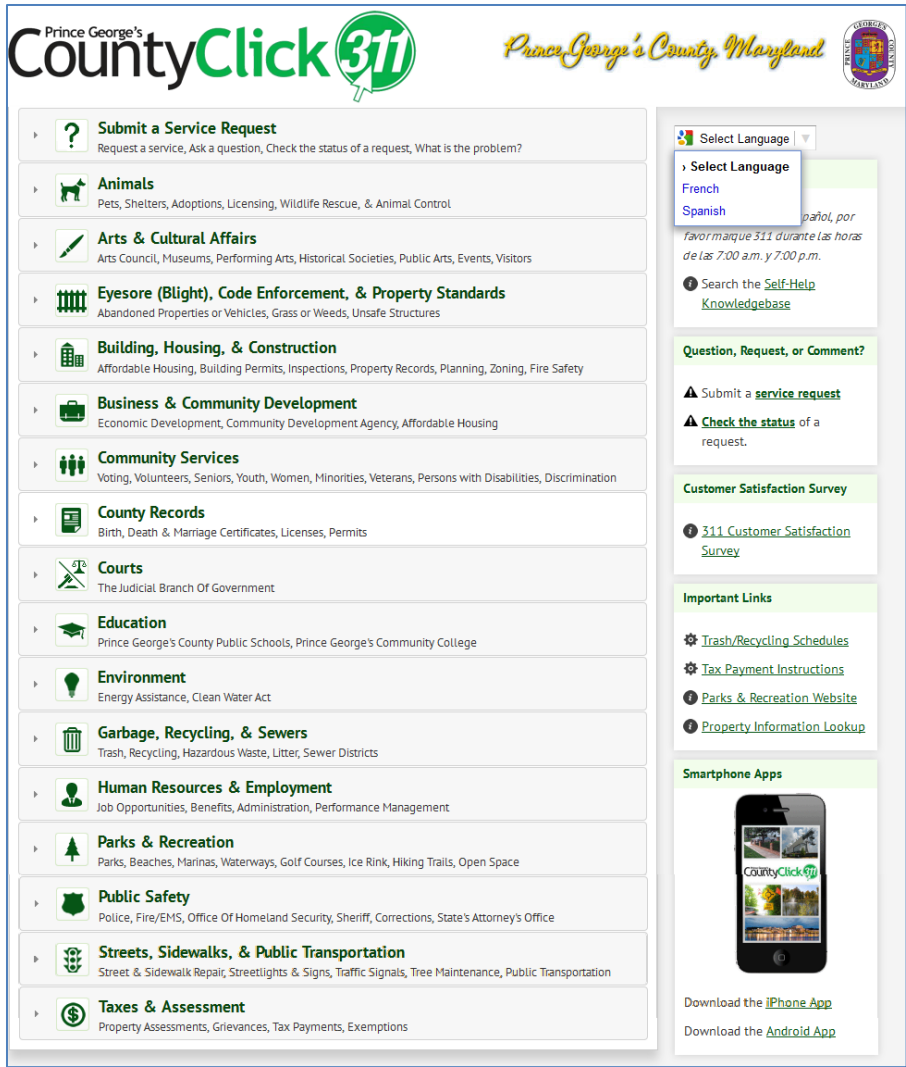 Prince George's
CountyClick 311
Prince George's County, Maryland
PRINCE GEORGE'S COUNTY MARYLAND
Submit a Service Request
Request a service, Ask a question, Check the status of a request, What is the problem?
Animals
Pets, Shelters, Adoptions, Licensing, Wildlife Rescue, & Animal Control
Arts & Cultural Affairs
Arts Council, Museums, Performing Arts, Historical Societies, Public Arts, Events, Visitors
Eyesore (Blight), Code Enforcement, & Property Standards
Abandoned Properties or Vehicles, Grass or Weeds, Unsafe Structures
Building, Housing, & Construction
Affordable Housing, Building Permits, Inspections, Property Records, Planning, Zoning, Fire Safety
Business & Community Development
Economic Development, Community Development Agency, Affordable Housing
Community Services
Voting, Volunteers, Seniors, Youth, Women, Minorities, Veterans, Persons with Disabilities, Discrimination
County Records
Birth, Death & Marriage Certificates, Licenses, Permits
Courts
The Judicial Branch Of Government
Education
Prince George's County Public Schools, Prince George's Community College
Environment
Energy Assistance, Clean Water Act
Garbage, Recycling, & Sewers
Trash, Recycling, Hazardous Waste, Litter, Sewer Districts
Human Resources & Employment
Job Opportunities, Benefits, Administration, Performance Management
Parks & Recreation
Parks, Beaches, Marinas, Waterways, Golf Courses, Ice Rink, Hiking Trails, Open Space
Public Safety
Police, Fire/EMS, Office Of Homeland Security, Sheriff, Corrections, State's Attorney's Office
Streets, Sidewalks, & Public Transportation
Street & Sidewalk Repair, Streetlights & Signs, Traffic Signals, Tree Maintenance, Public Transportation
Taxes & Assessment
Property Assessments, Grievances, Tax Payments, Exemptions
Select Language
› Select Language
French
Spanish
pañol, por
favor marque 311 durante las horas
de las 7:00 a.m. y 7:00 p.m.
Search the Self-Help
Knowledgebase
Question, Request, or Comment?
Submit a service request
Check the status of a
request.
Customer Satisfaction Survey
311 Customer Satisfaction
Survey
Important Links
Trash/Recycling Schedules
Tax Payment Instructions
Parks & Recreation Website
Property Information Lookup
Smartphone Apps
CountyClick 311
Download the iPhone App
Download the Android App